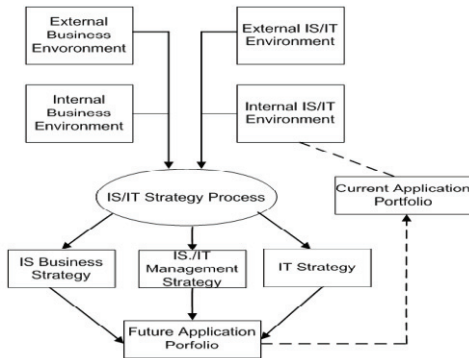 External
Business
Envoronment
External IS/IT
Environment
Internal
Business
Environment
Internal IS/IT
Environment
IS/IT Strategy Process
Current Application
Portfolio
IS Business
Strategy
IS./IT
Management
Strategy
IT Strategy
Future Application
Porfolio